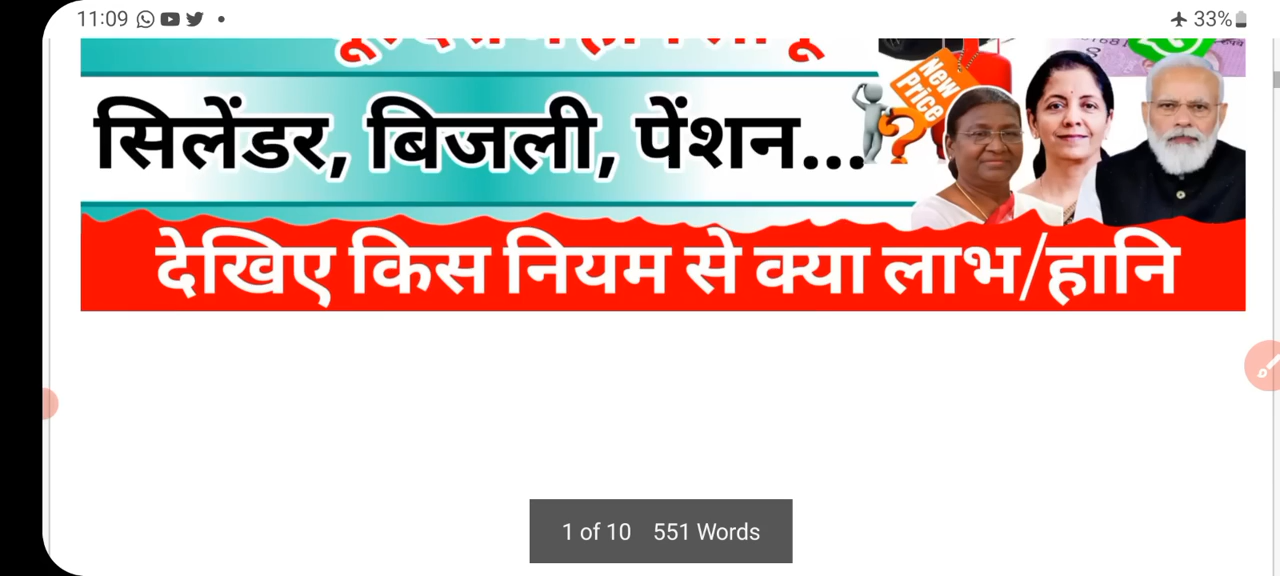 11:09
33%
New
Price
सिलेंडर, बिजली, पेंशन...
देखिए किस नियम से क्या लाभ/हानि
1 of 10 551 Words